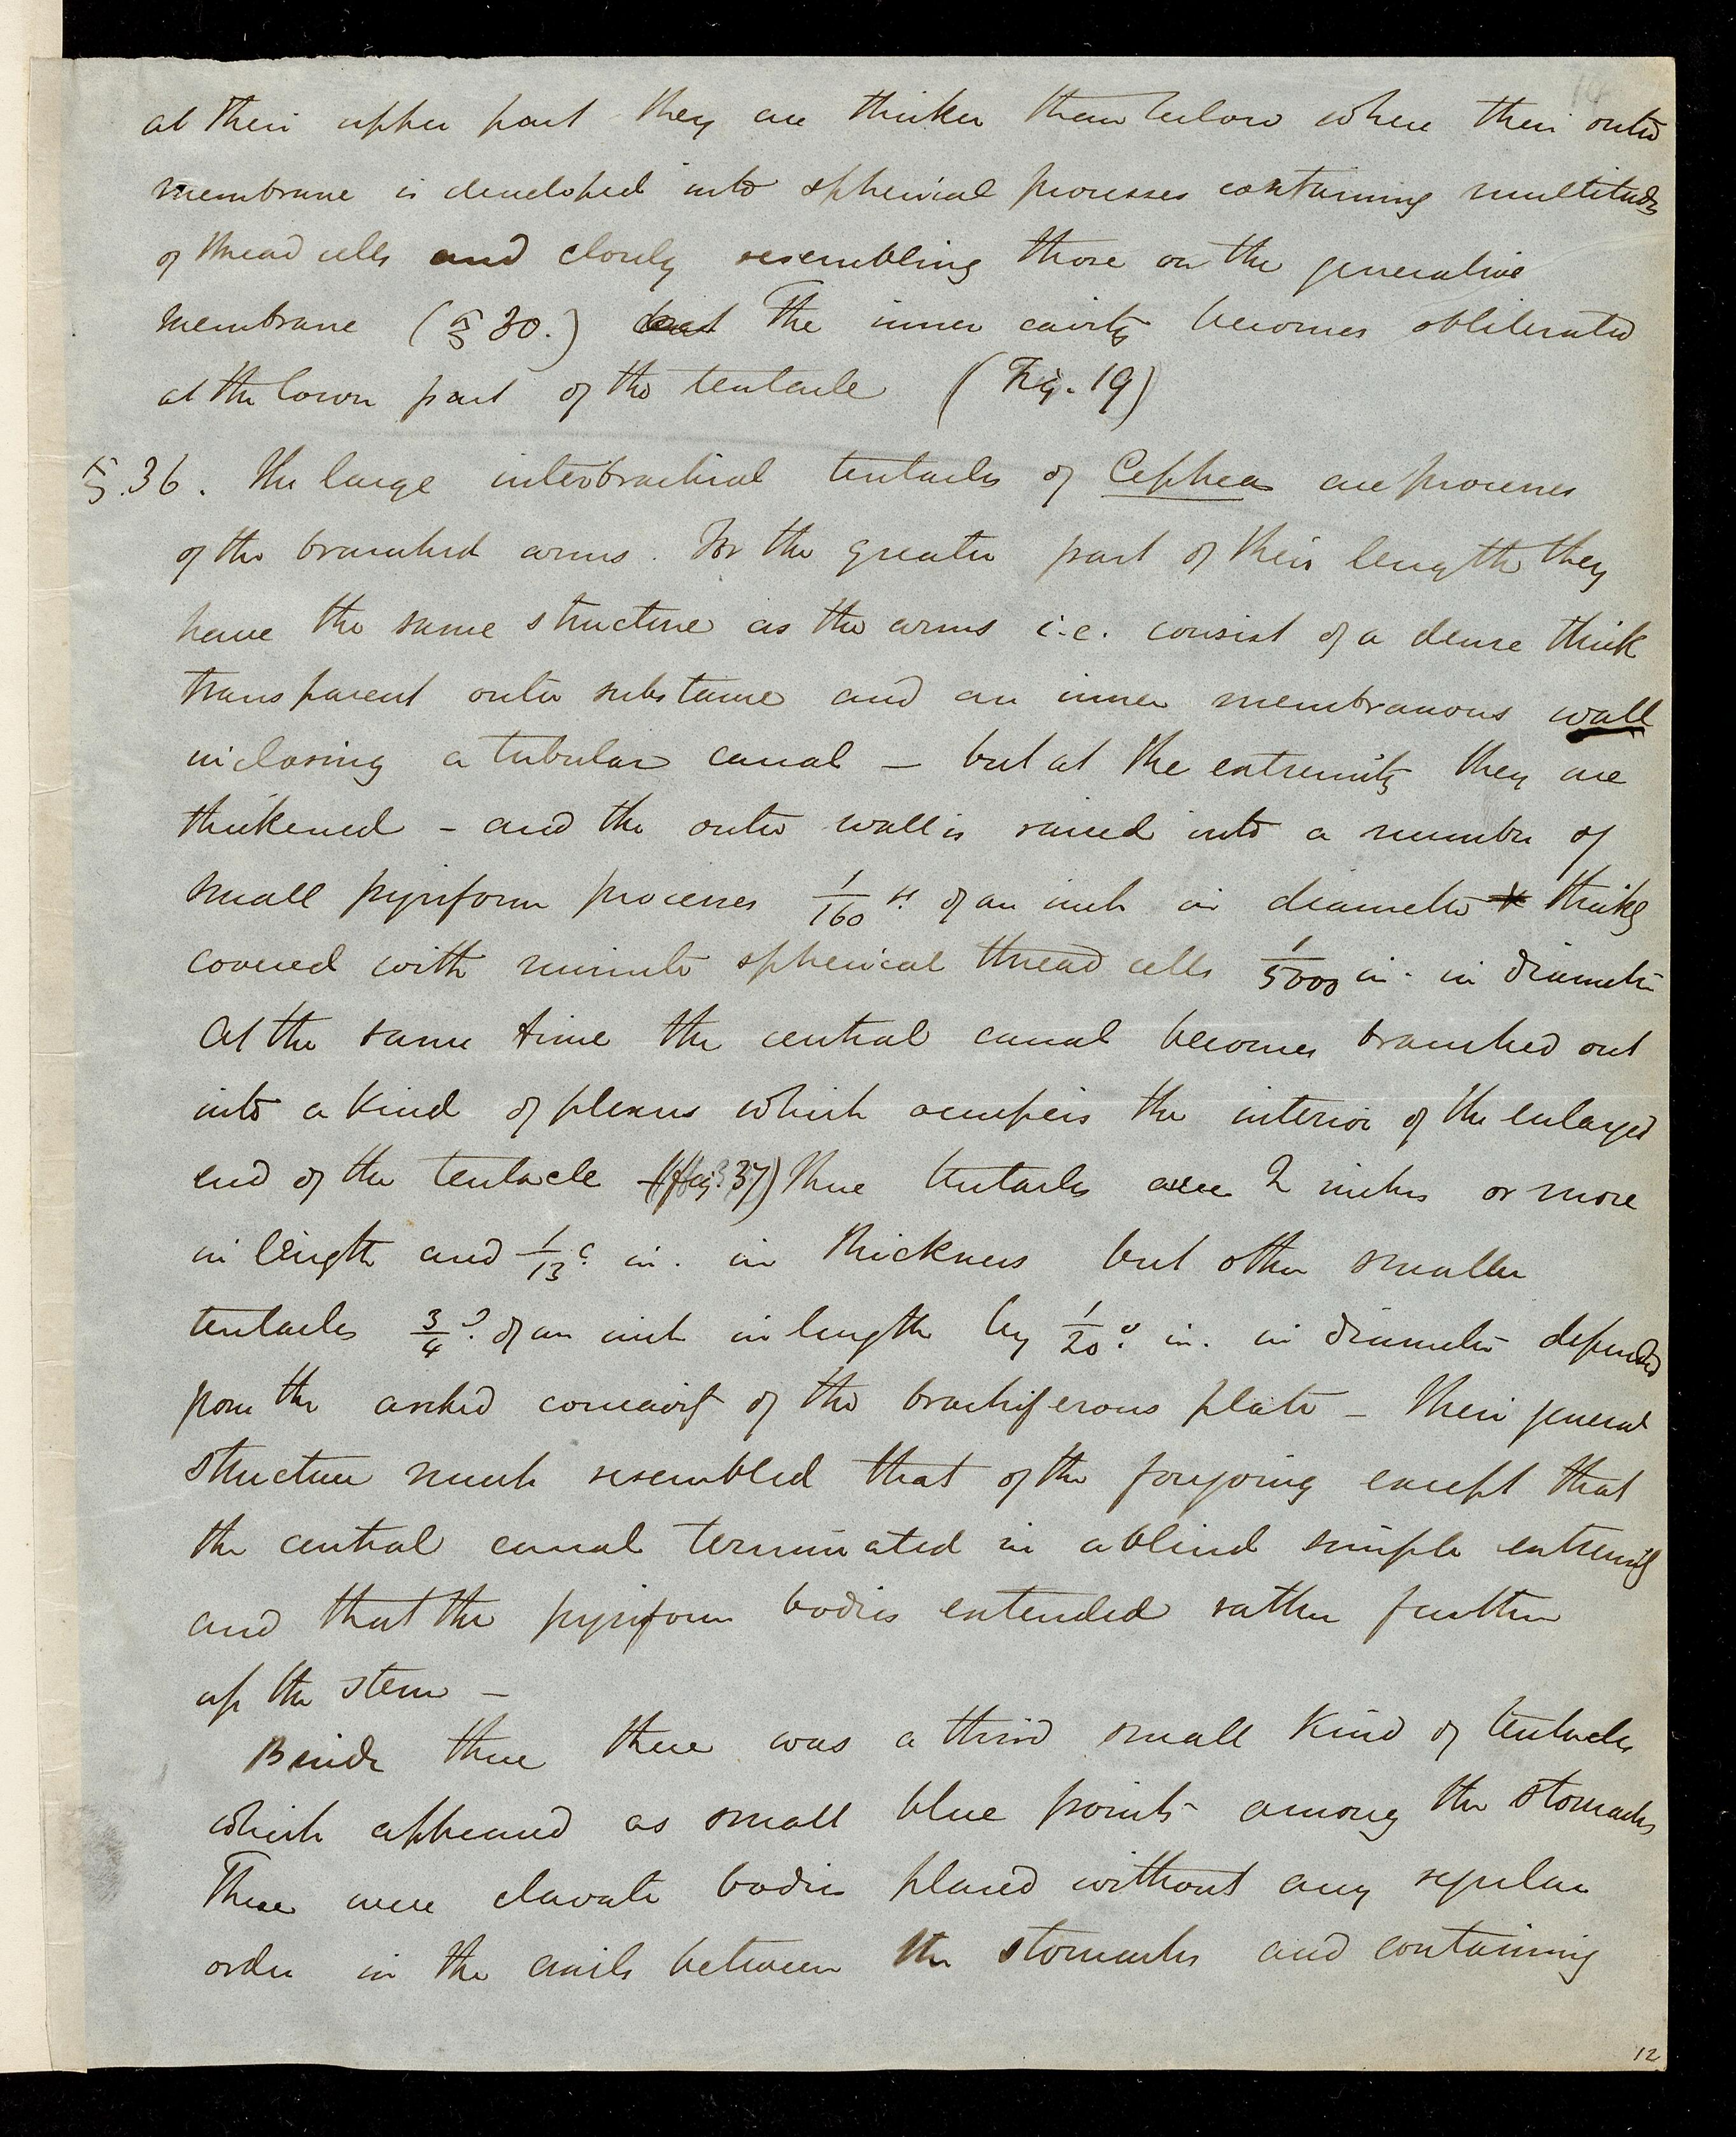 at their upper part they are thicker than below where their outer
membrane is developed into spherical processes containing multitudes
of thread cells and closely resembling those on the generative
membrane (§ 30.) but The inner cavity becomes obliterated
at the lower part of the tentacle (Fig. 19)
§.36. The large interbrachial tentacles of Cephea are processes
of the branched arms. For the greater part of their length they
have the same structure as the arms i.e. consist of a dense thick
transparent outer substance and an inner membranous wall
inclosing a tubular canal – but at the extremity they are
thickened – and the outer wall is raised into a number of
small pyriform processes 1/160 th of an inch in diameter thickly
covered with minute spherical thread cells 1/5000 in. in diameter
At the same time the central canal becomes branched out
into a kind of plexus which occupies the interior of the enlarged
end of the tentacle (fig. 37) These tentacles were 2 inches or more
in length and 1/13 in. in thickness but other smaller
tentacles 3/4 of an inch in length by 1/20 in. in diameter depended
from the arched concavity of the brachiferous plate – Their general
structure much resembled that of the foregoing except that
the central canal terminated in a blind simple extremity
and that the pyriform bodies extended rather further
up the stem –
Beside these there was a third small kind of tentacles
which appeared as small blue points among the stomachs
These were clavate bodies placed without any regular
order in the between the stomachs and containing
12